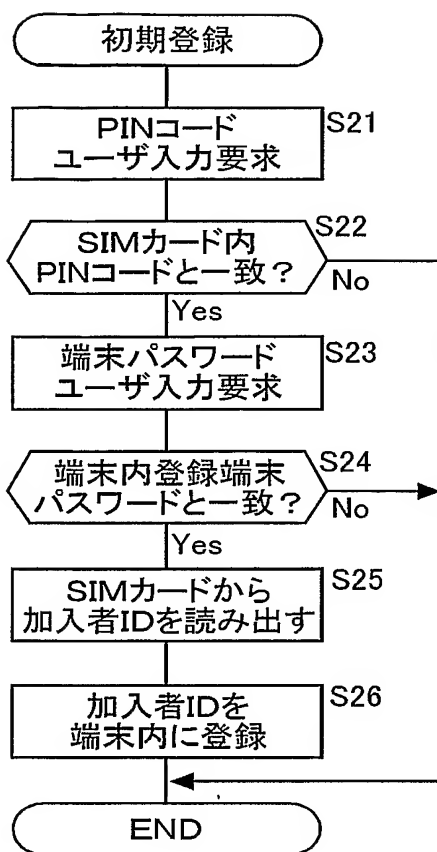 初期登録
PINコード
ユーザ入力要求
S21
SIMカード内
PINコードと一致？
S22
No
Yes
端末パスワード
ユーザ入力要求
S23
端末内登録端末
パスワードと一致？
S24
No
Yes
SIMカードから
加入者IDを読み出す
S25
加入者IDを
端末内に登録
S26
END